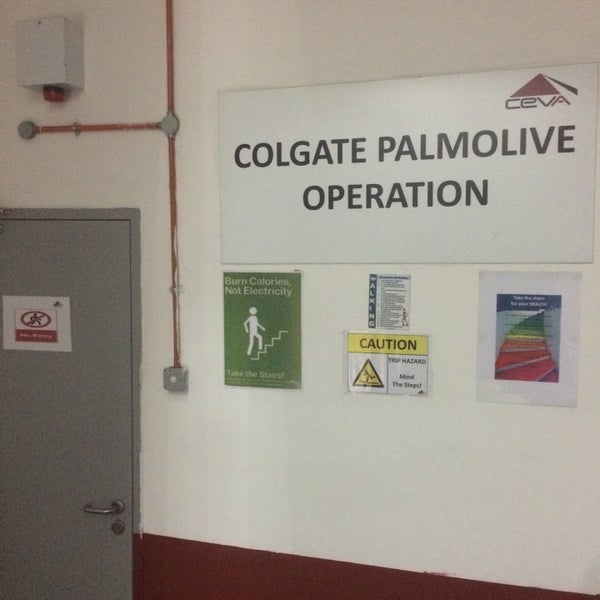 CEVA
COLGATE PALMOLIVE
OPERATION
Burn Calories,
Not Electricity
Take the Stairs!
WALKING
CAUTION
TRIP HAZARD
Mind
The Steps!
Take the stairs
for your HEALTH
No Entry